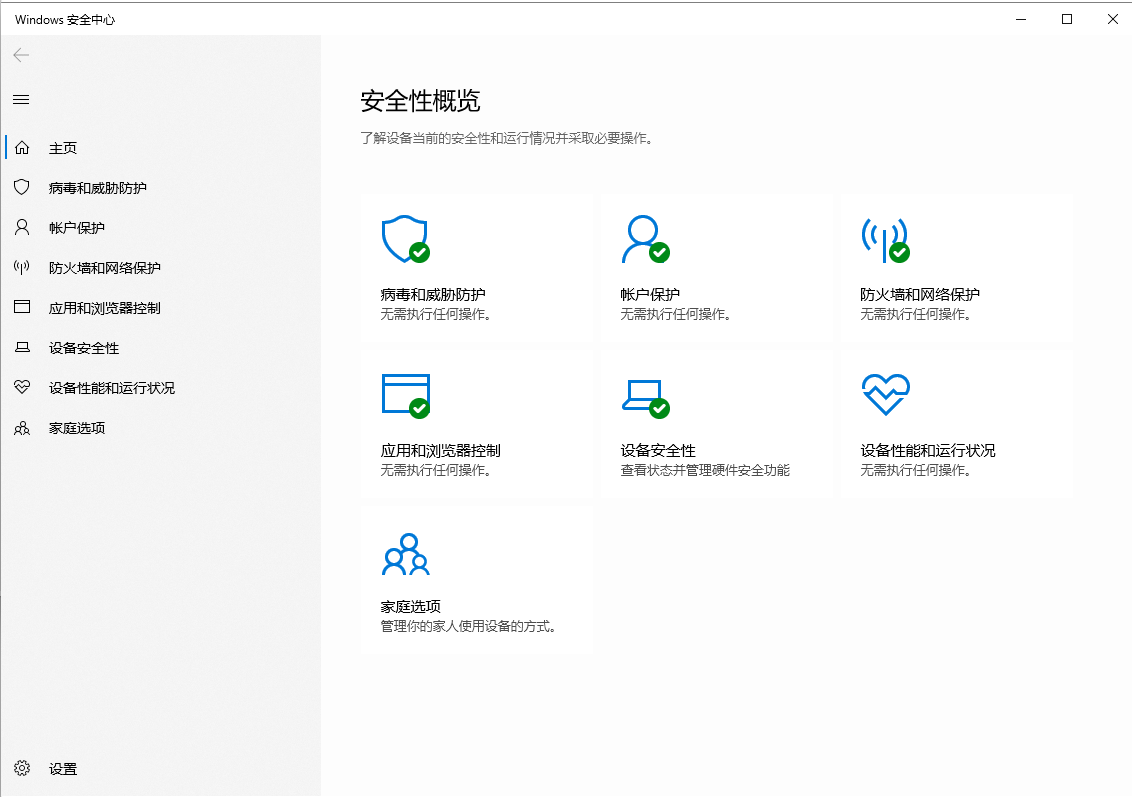 Windows 安全中心
主页
病毒和威胁防护
帐户保护
防火墙和网络保护
应用和浏览器控制
设备安全性
设备性能和运行状况
家庭选项
设置
安全性概览
了解设备当前的安全性和运行情况并采取必要操作。
病毒和威胁防护
无需执行任何操作。
帐户保护
无需执行任何操作。
防火墙和网络保护
无需执行任何操作。
应用和浏览器控制
无需执行任何操作。
设备安全性
查看状态并管理硬件安全功能
设备性能和运行状况
无需执行任何操作。
家庭选项
管理你的家人使用设备的方式。